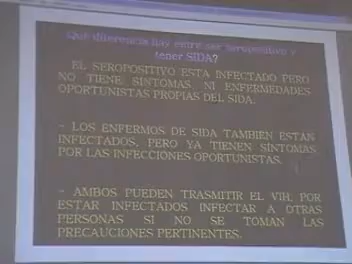 Qué diferencia hay entre ser seropositivo y
tener SIDA?
EL SEROPOSITIVO ESTA INFECTADO PERO
NO TIENE SINTOMAS, NI ENFERMEDADES
OPORTUNISTAS PROPIAS DEL SIDA.
- LOS ENFERMOS DE SIDA TAMBIEN ESTAN
INFECTADOS, PERO YA TIENEN SINTOMAS
POR LAS INFECCIONES OPORTUNISTAS.
- AMBOS PUEDEN TRASMITIR EL VIH, POR
ESTAR INFECTADOS INFECTAR A OTRAS
PERSONAS SI NO SE TOMAN LAS
PRECAUCIONES PERTINENTES.